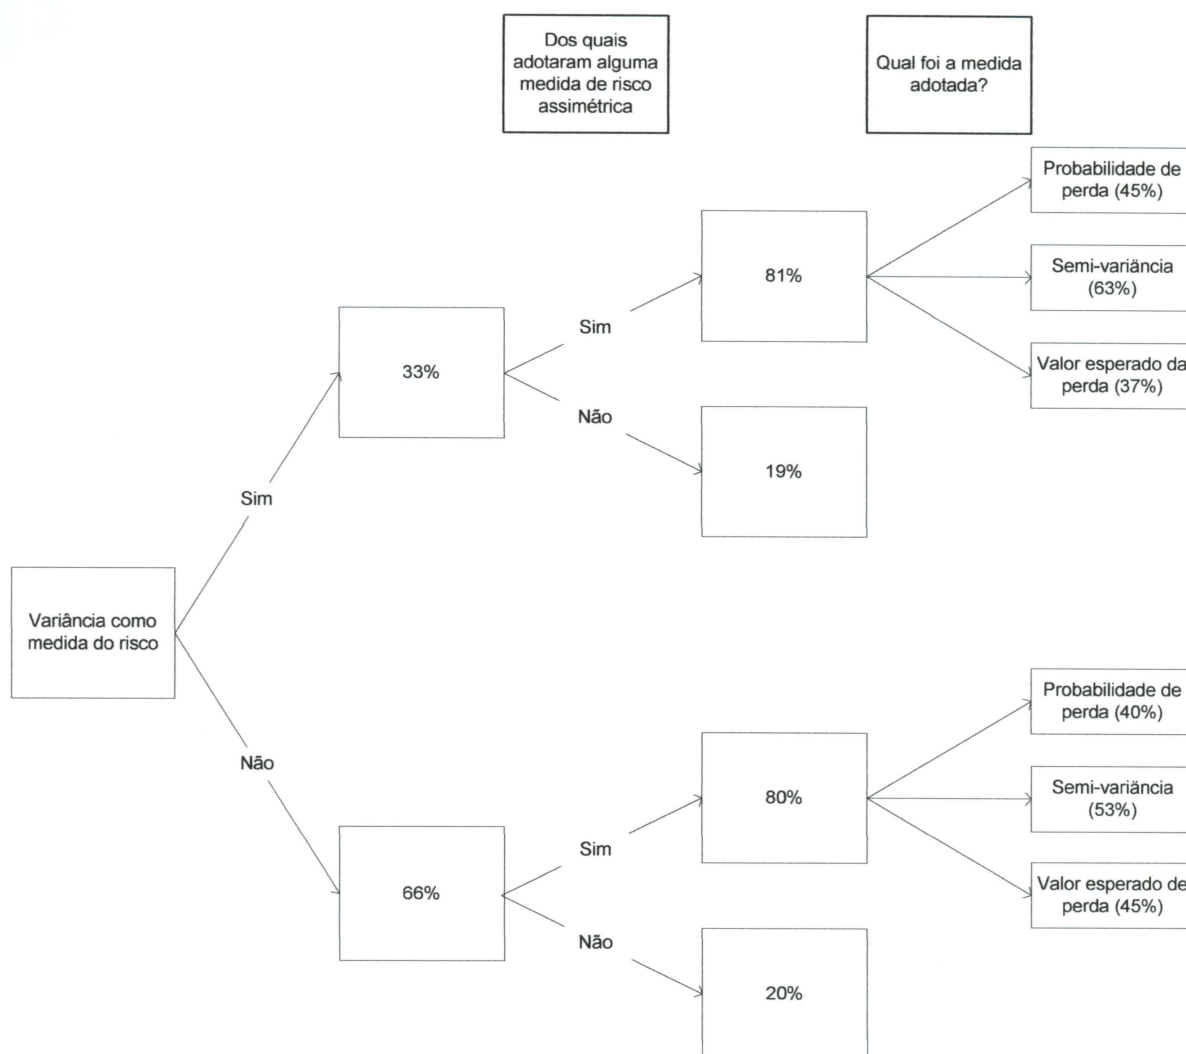 Dos quais
adotaram alguma
medida de risco
assimétrica
Qual foi a medida
adotada?
Probabilidade de
perda (45%)
81%
Semi-variância
(63%)
Sim
Valor esperado da
perda (37%)
33%
Não
19%
Sim
Variância como
medida do risco
Não
Probabilidade de
perda (40%)
80%
Semi-variância
(53%)
Sim
Valor esperado de
perda (45%)
66%
Não
20%